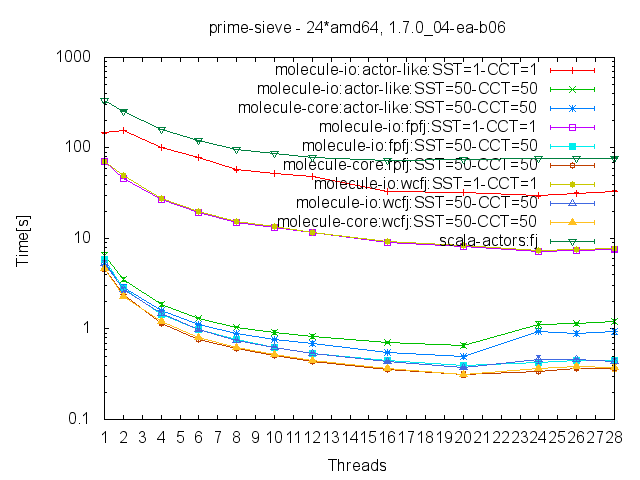 prime-sieve - 24*amd64, 1.7.0_04-ea-b06
1000
100
10
1
0.1
Time[s]
molecule-io:actor-like:SST=1-CCT=1
molecule-io:actor-like:SST=50-CCT=50
molecule-core:actor-like:SST=50-CCT=50
molecule-io:fpfj:SST=1-CCT=1
molecule-io:fpfj:SST=50-CCT=50
molecule-core:fpfj:SST=50-CCT=50
molecule-io:wcfj:SST=1-CCT=1
molecule-io:wcfj:SST=50-CCT=50
molecule-core:wcfj:SST=50-CCT=50
scala-actors:fj
1 2 3 4 5 6 7 8 9 10 11 12 13 14 15 16 17 18 19 20 21 22 23 24 25 26 27 28
Threads